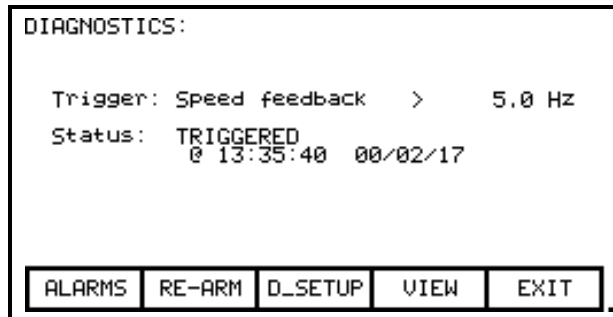 DIAGNOSTICS:
Trigger: Speed feedback > 5.0 Hz
Status: TRIGGERED
@ 13:35:40 00/02/17
ALARMS RE-ARM D_SETUP VIEW EXIT